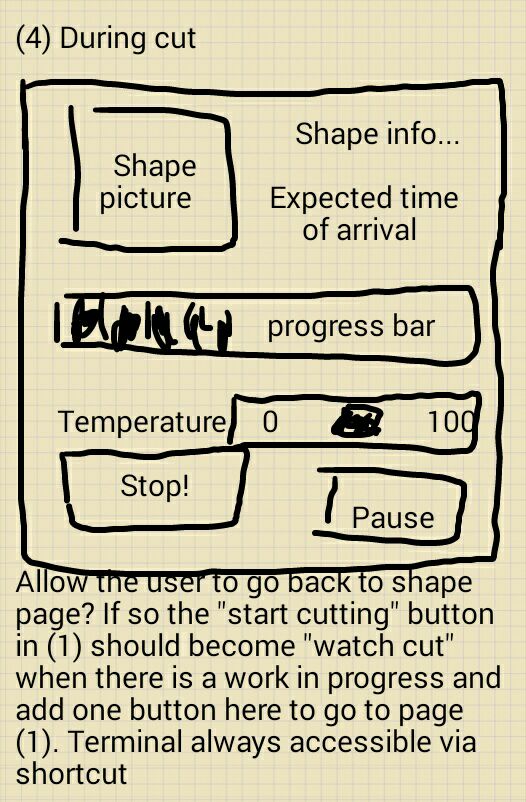 (4) During cut
Shape info...
Shape
picture
Expected time
of arrival
progress bar
Temperature 0 100
Stop!
Pause
Allow the user to go back to shape
page? If so the "start cutting" button
in (1) should become "watch cut"
when there is a work in progress and
add one button here to go to page
(1). Terminal always accessible via
shortcut